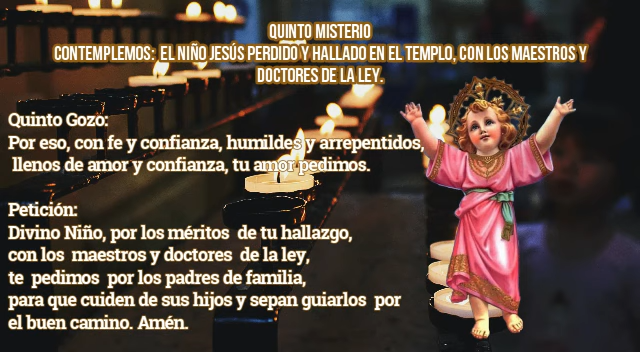 QUINTO MISTERIO
CONTEMPLEMOS: EL NIÑO JESÚS PERDIDO Y HALLADO EN EL TEMPLO, CON LOS MAESTROS Y
DOCTORES DE LA LEY.
Quinto Gozo:
Por eso, con fe y confianza, humildes y arrepentidos,
llenos de amor y confianza, tu amor pedimos.
Petición:
Divino Niño, por los méritos de tu hallazgo,
con los maestros y doctores de la ley,
te pedimos por los padres de familia,
para que cuiden de sus hijos y sepan guiarlos por
el buen camino. Amén.